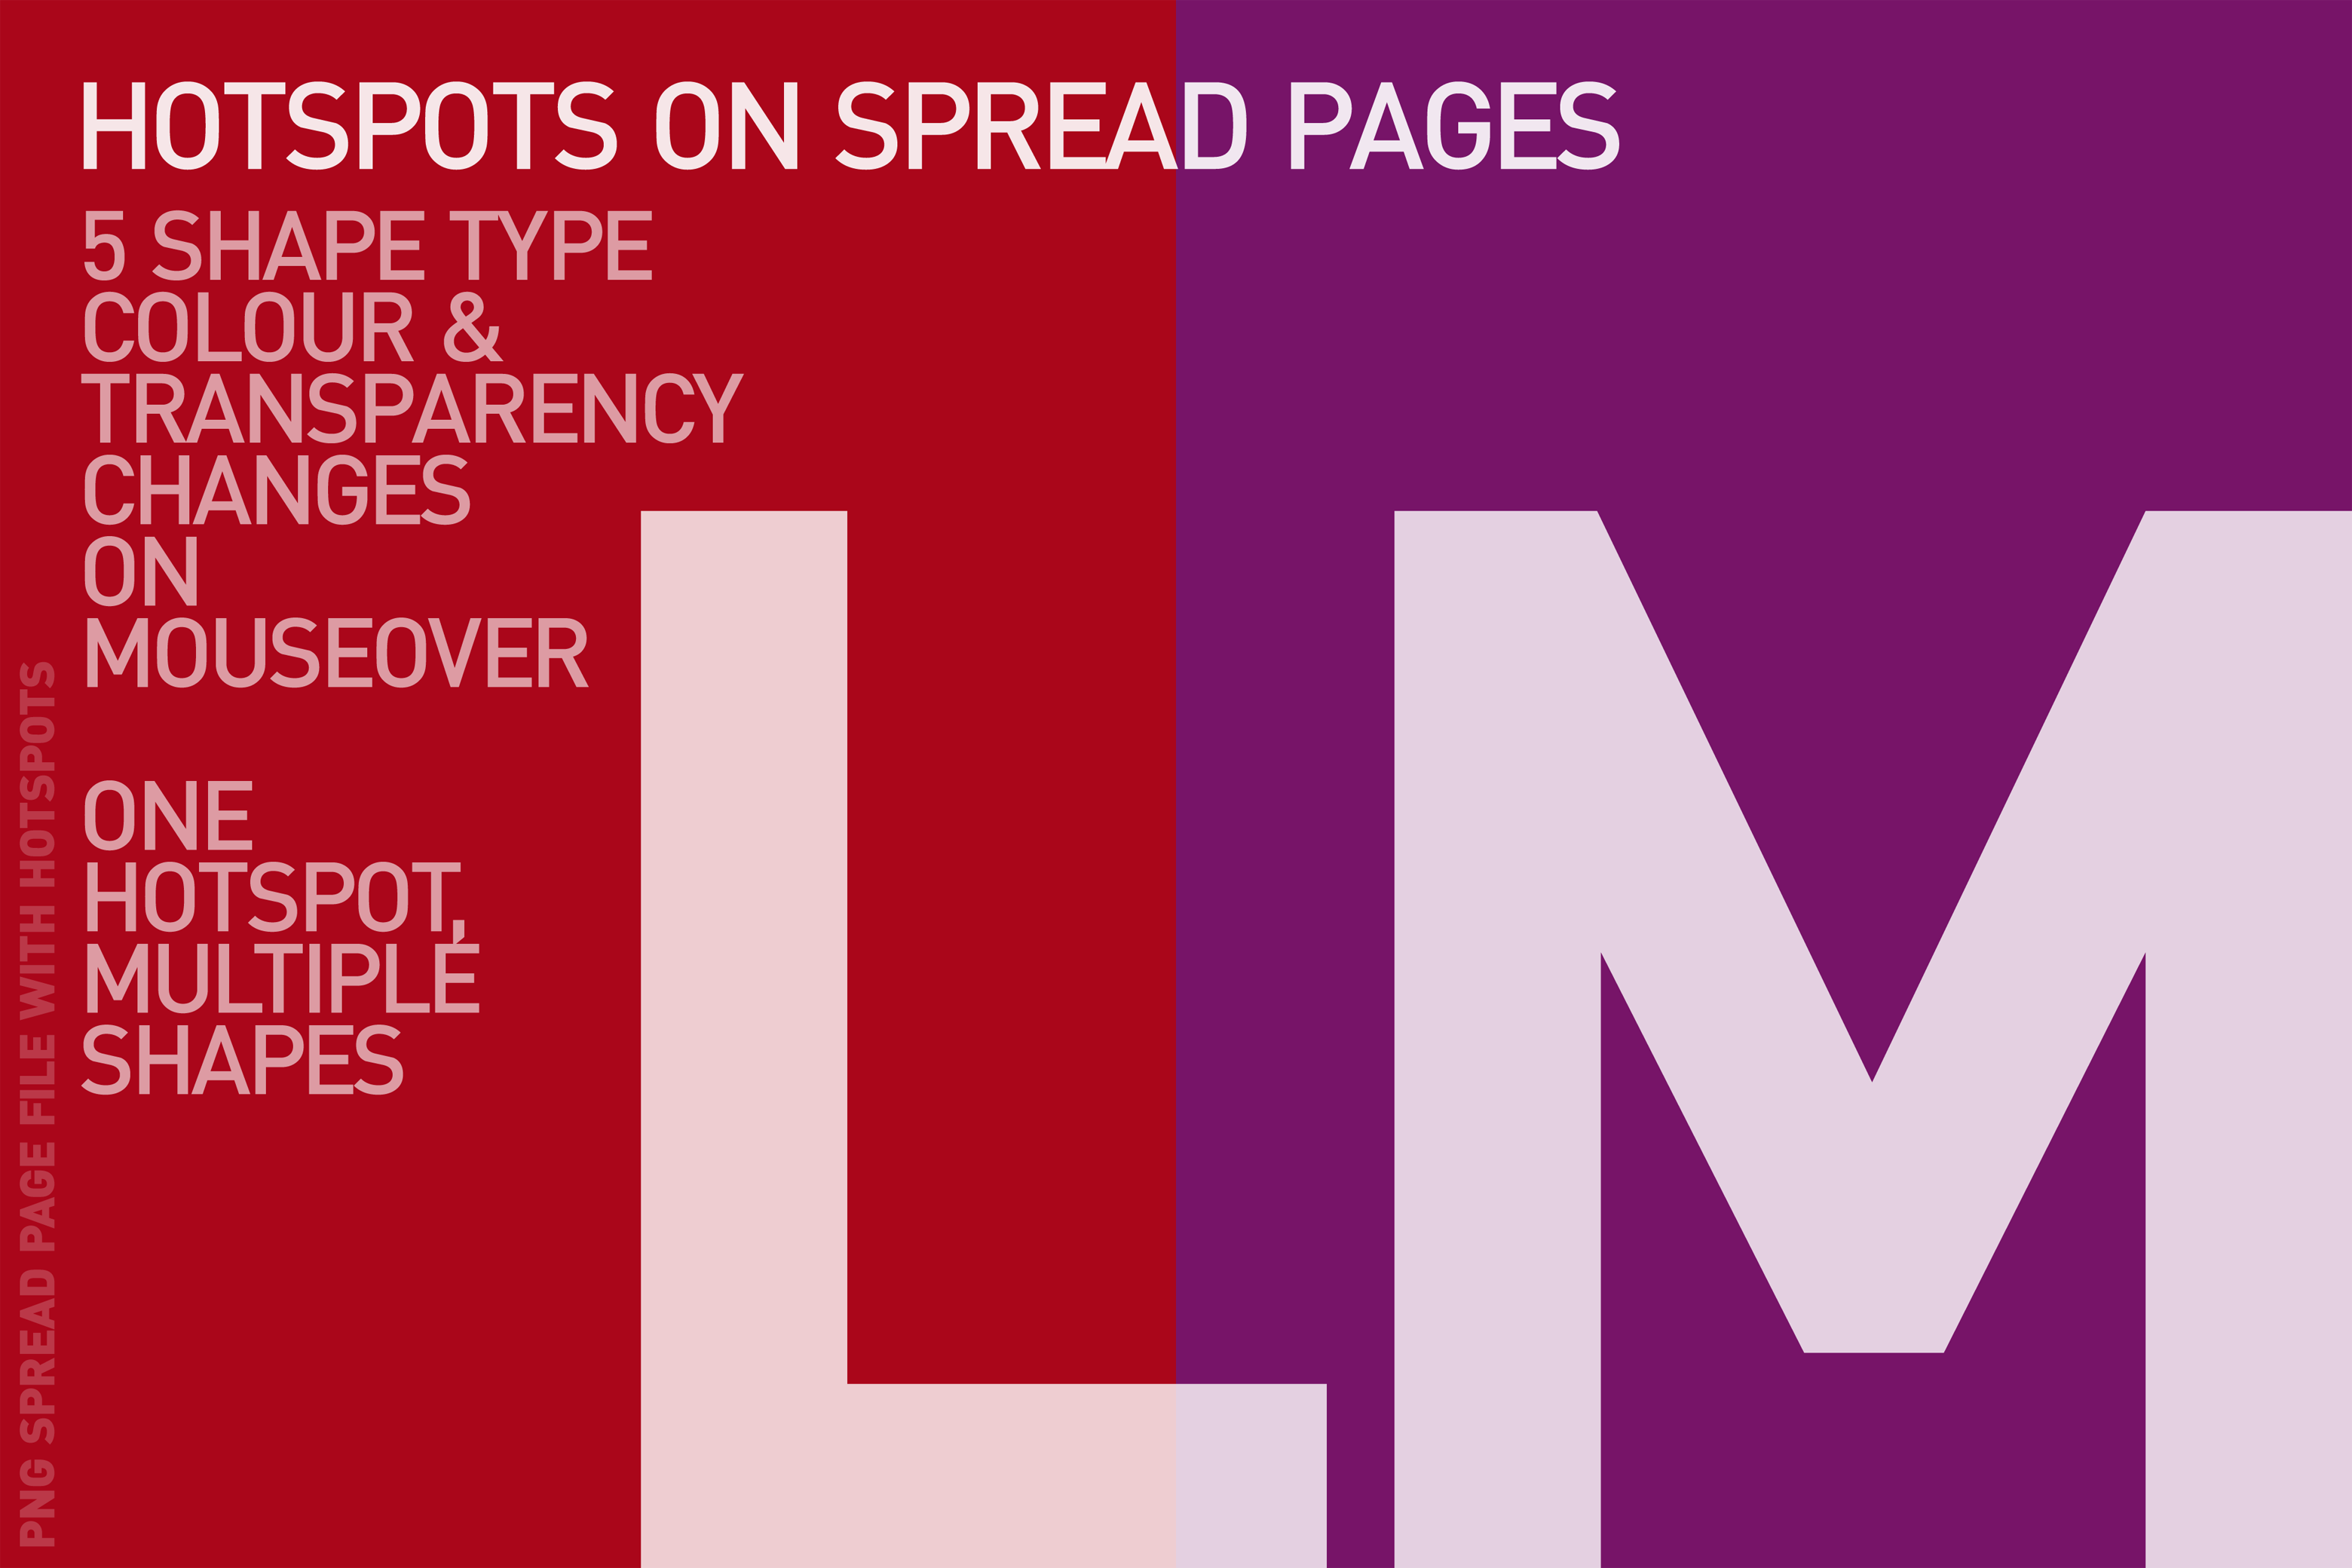 HOTSPOTS ON SPREAD PAGES
5 SHAPE TYPE
COLOUR &
TRANSPARENCY
CHANGES
ON
MOUSEOVER
ONE
HOTSPOT,
MULTIPLE
SHAPES
PNG SPREAD PAGE FILE WITH HOTSPOTS
LM